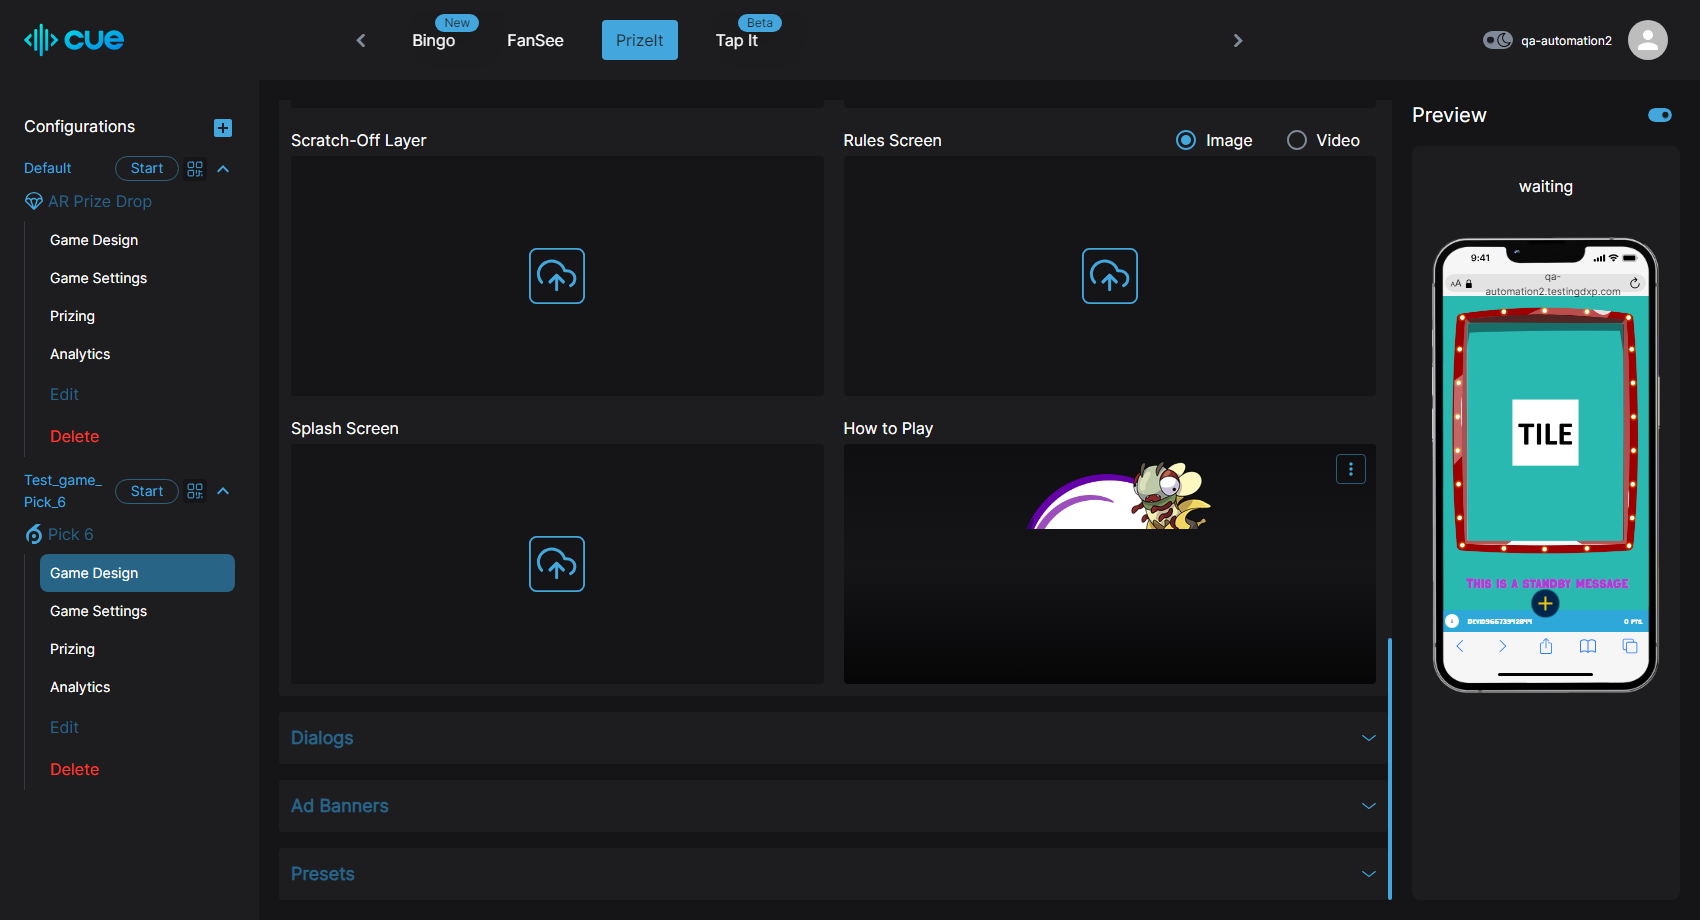 cue
New
Bingo
FanSee
PrizeIt
Beta
Tap It
qa-automation2
Configurations
Default
Start
AR Prize Drop
Game Design
Game Settings
Prizing
Analytics
Edit
Delete
Test_game_
Pick_6
Start
Pick 6
Game Design
Game Settings
Prizing
Analytics
Edit
Delete
Scratch-Off Layer
Rules Screen
Image
Video
Splash Screen
How to Play
Dialogs
Ad Banners
Presets
Preview
waiting
9:41
AA
qa-
automation2.testingdxp.com
TILE
THIS IS A STANDBY MESSAGE
0 PTS.